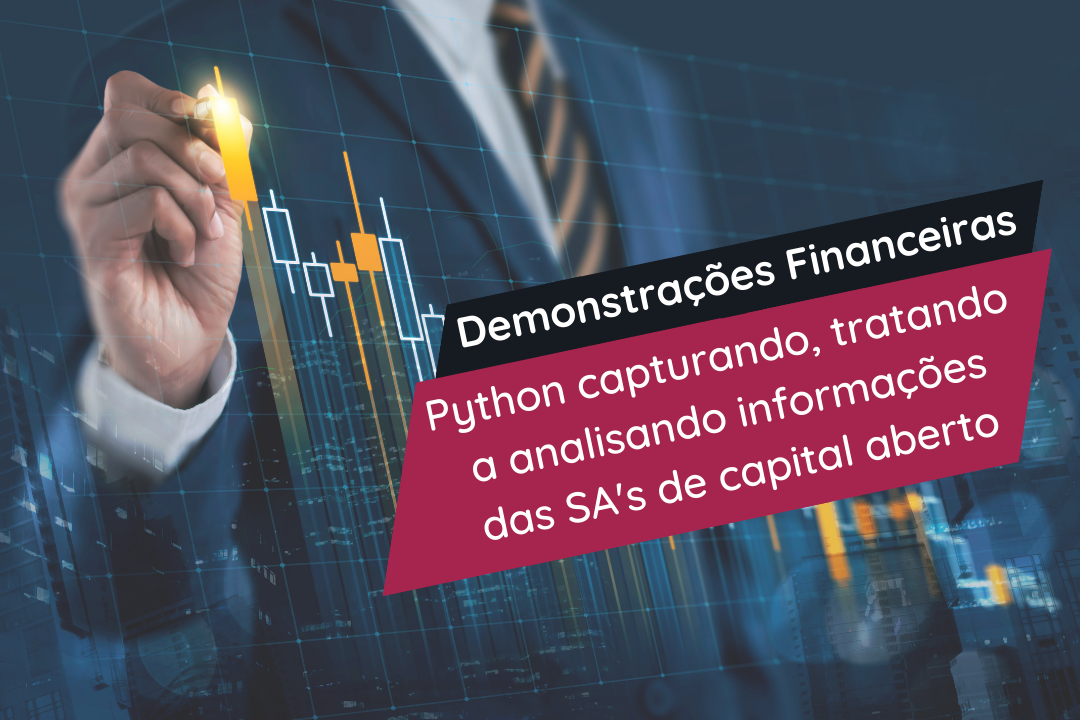 Demonstrações Financeiras
Python capturando, tratando
a analisando informações
das SA's de capital aberto